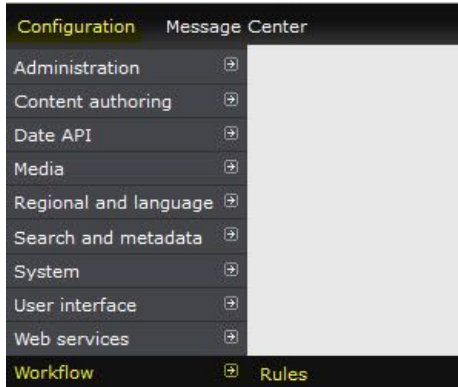 Configuration Message Center
Administration
Content authoring
Date API
Media
Regional and language
Search and metadata
System
User interface
Web services
Workflow Rules